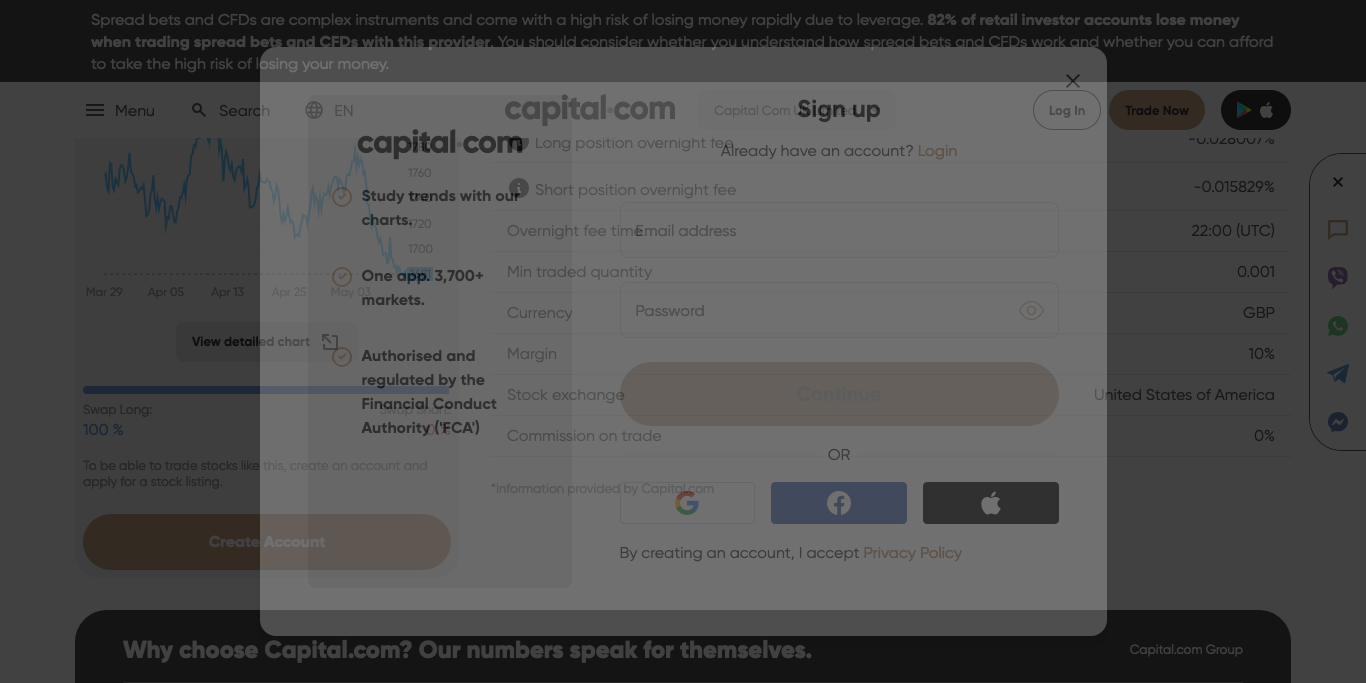 Spread bets and CFDs are complex instruments and come with a high risk of losing money rapidly due to leverage. 82% of retail investor accounts lose money
when trading spread bets and CFDs with this provider. You should consider whether you understand how spread bets and CFDs work and whether you can afford
to take the high risk of losing your money.
Menu
Search
EN
capital.com
Capital Com
Log In
Trade Now
Sign up
Already have an account? Login
capital.com
Study trends with our
charts.
One app. 3,700+
markets.
Authorised and
regulated by the
Financial Conduct
Authority ('FCA')
Email address
Password
Continue
OR
By creating an account, I accept Privacy Policy
1760
1720
1700
Mar 29
Apr 05
Apr 13
Apr 25
May 03
View detailed chart
Swap Long:
100 %
Swap Short:
To be able to trade stocks like this, create an account and
apply for a stock listing.
Create Account
Long position overnight fee
-0.028007%
Short position overnight fee
-0.015829%
Overnight fee time
22:00 (UTC)
Min traded quantity
0.001
Currency
GBP
Margin
10%
Stock exchange
United States of America
Commission on trade
0%
*information provided by Capital.com
Why choose Capital.com? Our numbers speak for themselves.
Capital.com Group